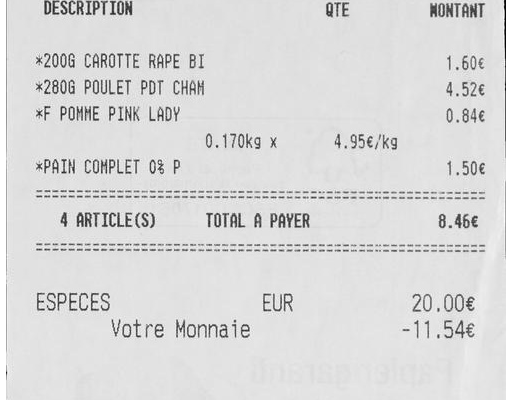 DESCRIPTION QTE MONTANT
*200G CAROTTE RAPE BI 1.60€
*280G POULET PDT CHAM 4.52€
*F POMME PINK LADY 0.84€
0.170kg x 4.95€/kg
*PAIN COMPLET 0% P 1.50€
4 ARTICLE(S) TOTAL A PAYER 8.46€
ESPECES EUR 20.00€
Votre Monnaie -11.54€